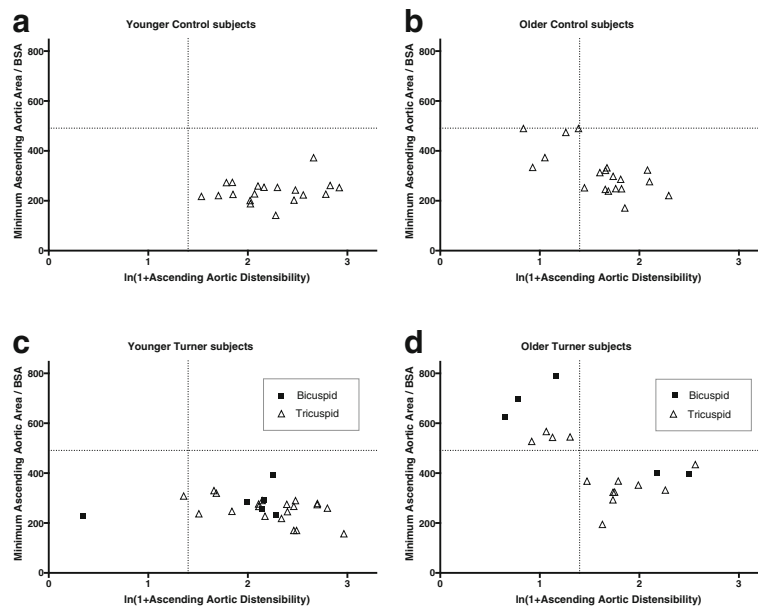 a
Younger Control subjects
Minimum Ascending Aortic Area / BSA
800
600
400
200
0
0 1 2 3
ln(1+Ascending Aortic Distensibility)
b
Older Control subjects
Minimum Ascending Aortic Area / BSA
800
600
400
200
0
0 1 2 3
ln(1+Ascending Aortic Distensibility)
c
Younger Turner subjects
Minimum Ascending Aortic Area / BSA
800
600
400
200
0
Bicuspid
Tricuspid
0 1 2 3
ln(1+Ascending Aortic Distensibility)
d
Older Turner subjects
Minimum Ascending Aortic Area / BSA
800
600
400
200
0
Bicuspid
Tricuspid
0 1 2 3
ln(1+Ascending Aortic Distensibility)